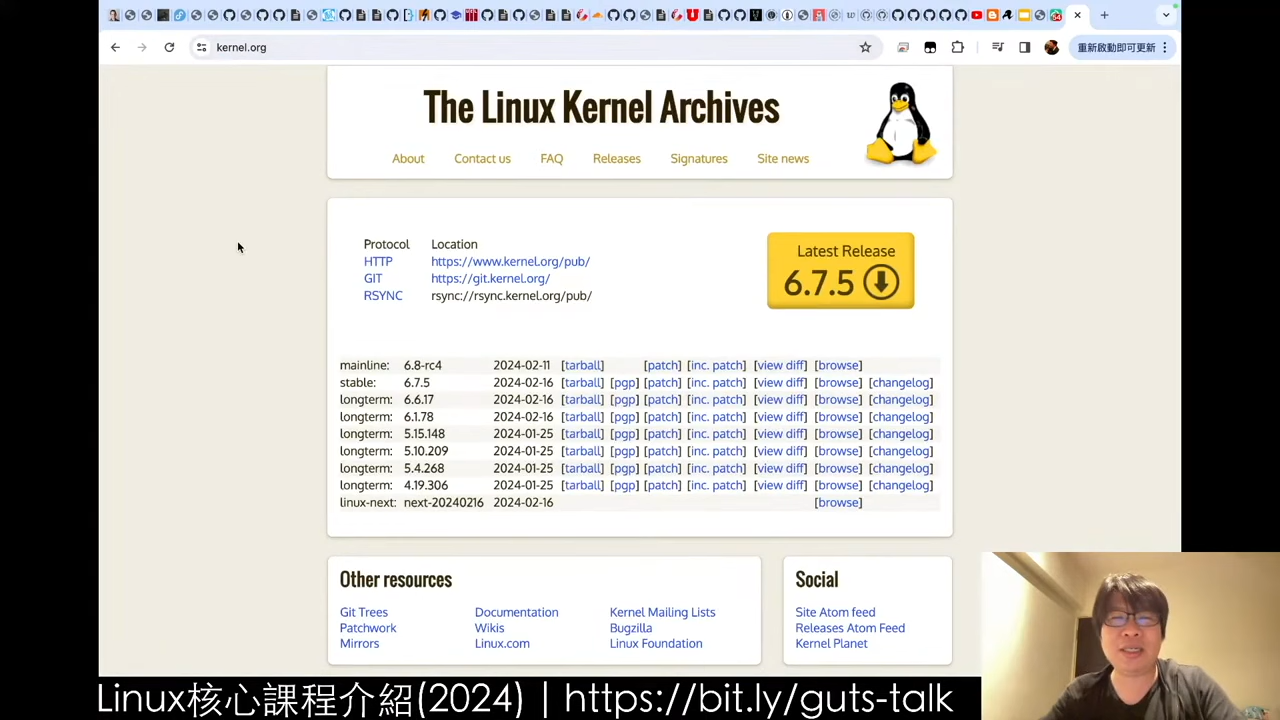 kernel.org
重新啟動即可更新
The Linux Kernel Archives
About Contact us FAQ Releases Signatures Site news
Protocol Location
HTTP https://www.kernel.org/pub/
GIT https://git.kernel.org/
RSYNC rsync://rsync.kernel.org/pub/
Latest Release
6.7.5
mainline: 6.8-rc4 2024-02-11 [tarball] [patch] [inc. patch] [view diff] [browse]
stable: 6.7.5 2024-02-16 [tarball] [pgp] [patch] [inc. patch] [view diff] [browse] [changelog]
longterm: 6.6.17 2024-02-16 [tarball] [pgp] [patch] [inc. patch] [view diff] [browse] [changelog]
longterm: 6.1.78 2024-02-16 [tarball] [pgp] [patch] [inc. patch] [view diff] [browse] [changelog]
longterm: 5.15.148 2024-01-25 [tarball] [pgp] [patch] [inc. patch] [view diff] [browse] [changelog]
longterm: 5.10.209 2024-01-25 [tarball] [pgp] [patch] [inc. patch] [view diff] [browse] [changelog]
longterm: 5.4.268 2024-01-25 [tarball] [pgp] [patch] [inc. patch] [view diff] [browse] [changelog]
longterm: 4.19.306 2024-01-25 [tarball] [pgp] [patch] [inc. patch] [view diff] [browse] [changelog]
linux-next: next-20240216 2024-02-16 [browse]
Other resources
Git Trees Documentation Kernel Mailing Lists
Patchwork Wikis Bugzilla
Mirrors Linux.com Linux Foundation
Social
Site Atom feed
Releases Atom Feed
Kernel Planet
Linux核心課程介紹(2024) | https://bit.ly/guts-talk